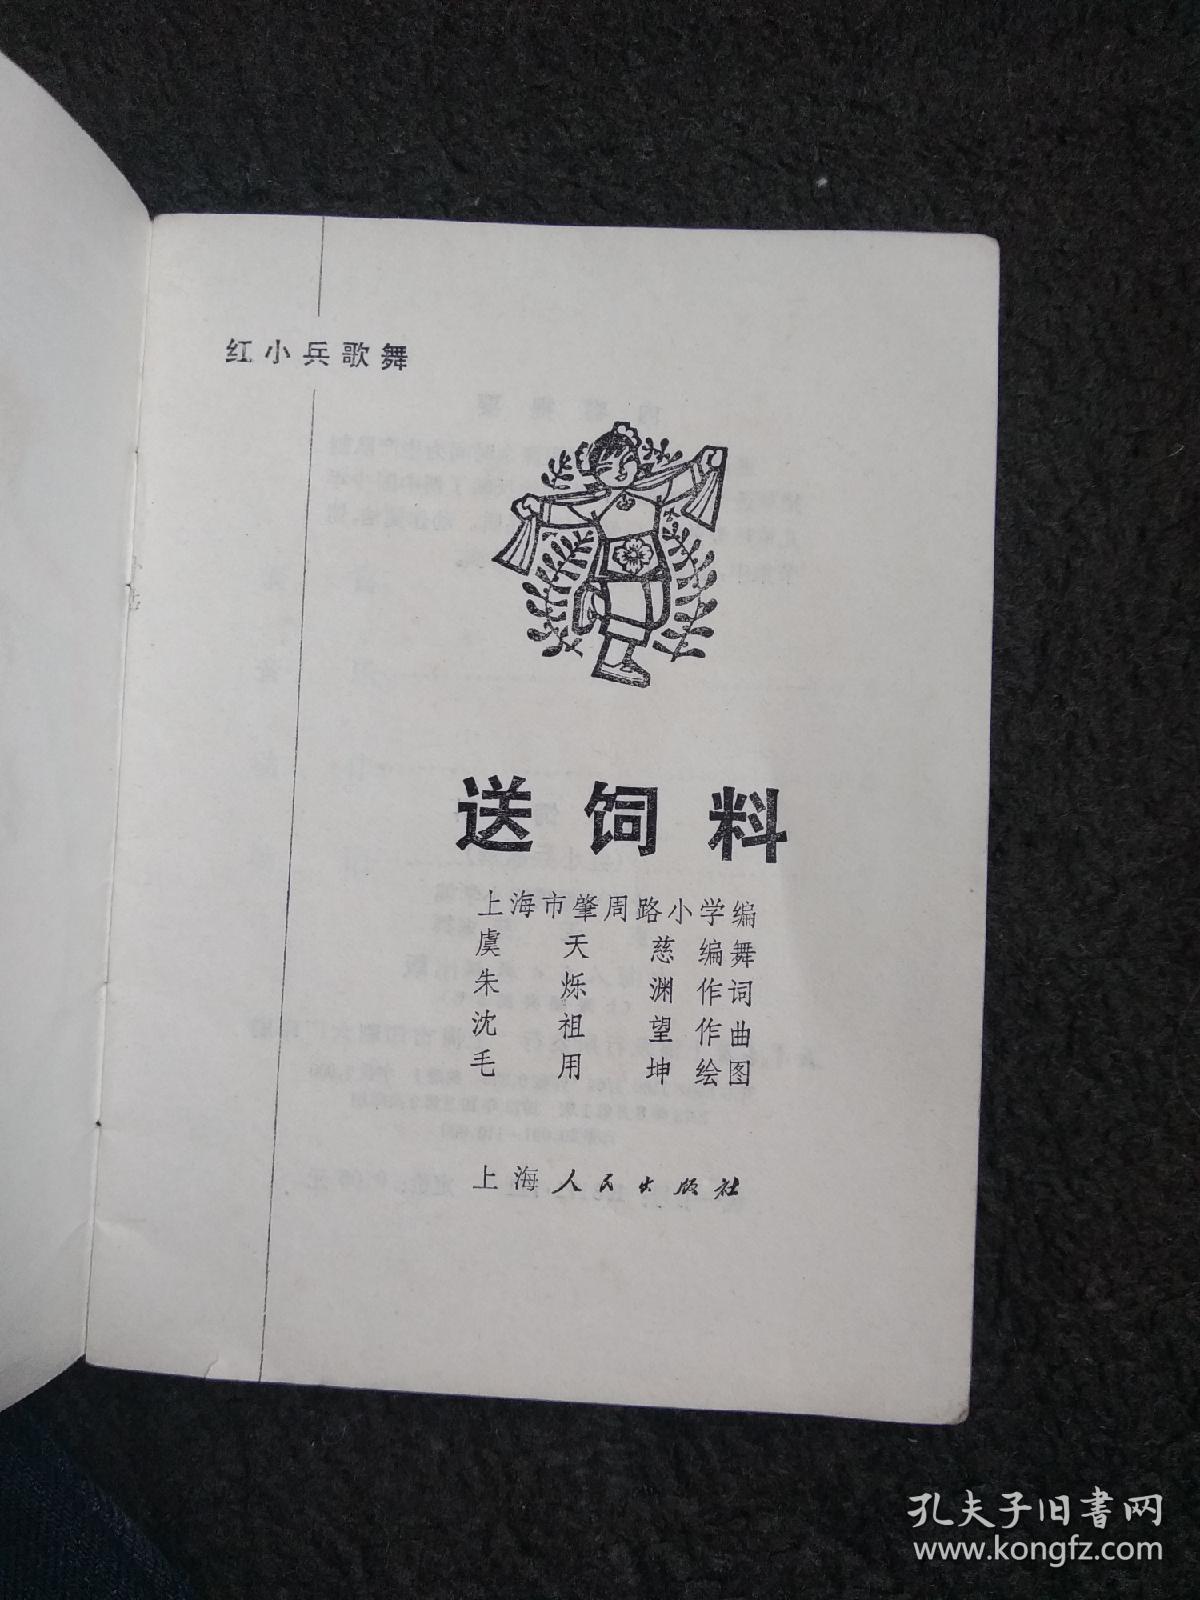 红小兵歌舞
送饲料
上海市肇周路小学编
虞天慈编舞
朱烁渊作词
沈祖望作曲
毛用坤绘图
上海人民出版社
孔夫子旧书网
www.kongfz.com